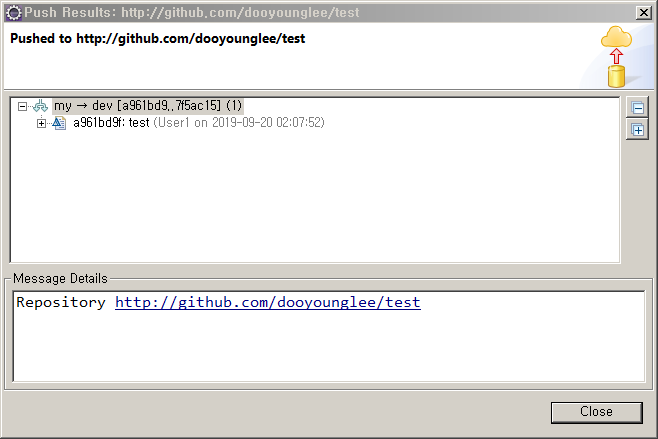 Push Results: http://github.com/dooyounglee/test
Pushed to http://github.com/dooyounglee/test
my → dev [a961bd9..7f5ac15] (1)
a961bd9f: test (User1 on 2019-09-20 02:07:52)
Message Details
Repository http://github.com/dooyounglee/test
Close